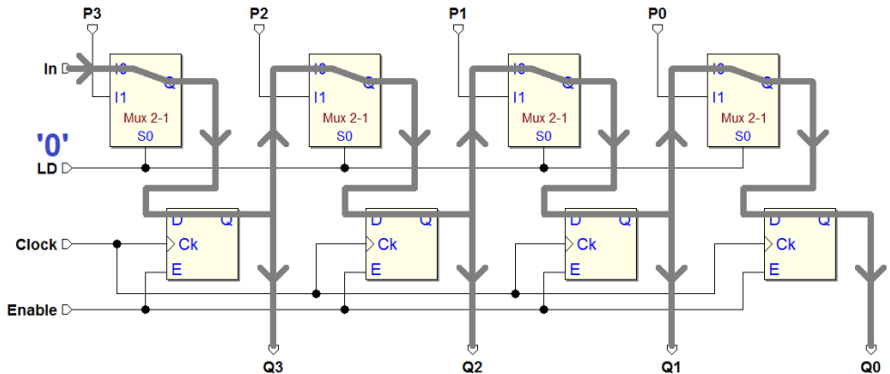 P3 P2 P1 P0
In I0 Q I0 Q I0 Q I0 Q
I1 I1 I1 I1
Mux 2-1 Mux 2-1 Mux 2-1 Mux 2-1
'0' S0 S0 S0 S0
LD
D Q D Q D Q D Q
Clock Ck Ck Ck Ck
E E E E
Enable
Q3 Q2 Q1 Q0